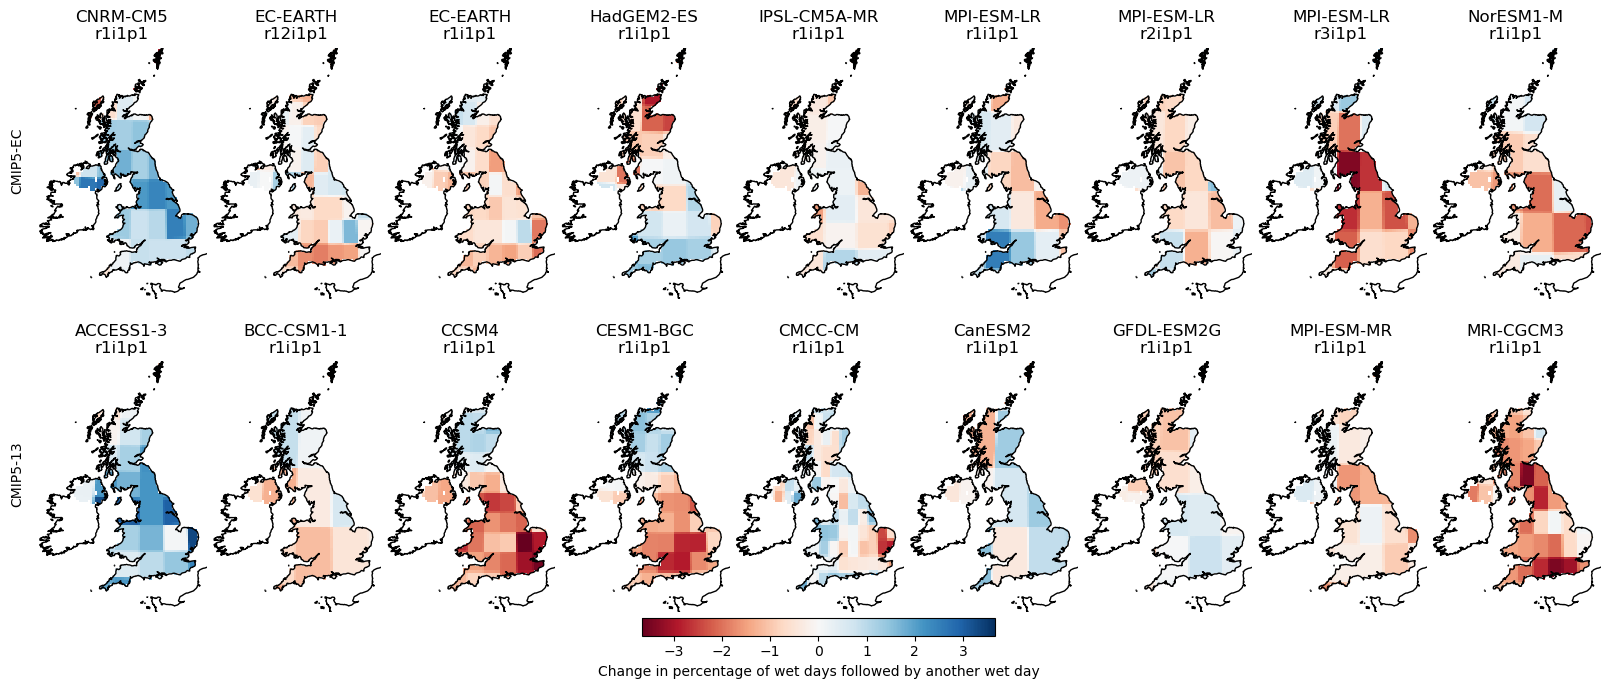 CNRM-CM5 EC-EARTH EC-EARTH HadGEM2-ES IPSL-CM5A-MR MPI-ESM-LR MPI-ESM-LR MPI-ESM-LR NorESM1-M
r1i1p1 r12i1p1 r1i1p1 r1i1p1 r1i1p1 r1i1p1 r2i1p1 r3i1p1 r1i1p1
CMIP5-EC
ACCESS1-3 BCC-CSM1-1 CCSM4 CESM1-BGC CMCC-CM CanESM2 GFDL-ESM2G MPI-ESM-MR MRI-CGCM3
r1i1p1 r1i1p1 r1i1p1 r1i1p1 r1i1p1 r1i1p1 r1i1p1 r1i1p1 r1i1p1
CMIP5-13
−3 −2 −1 0 1 2 3
Change in percentage of wet days followed by another wet day